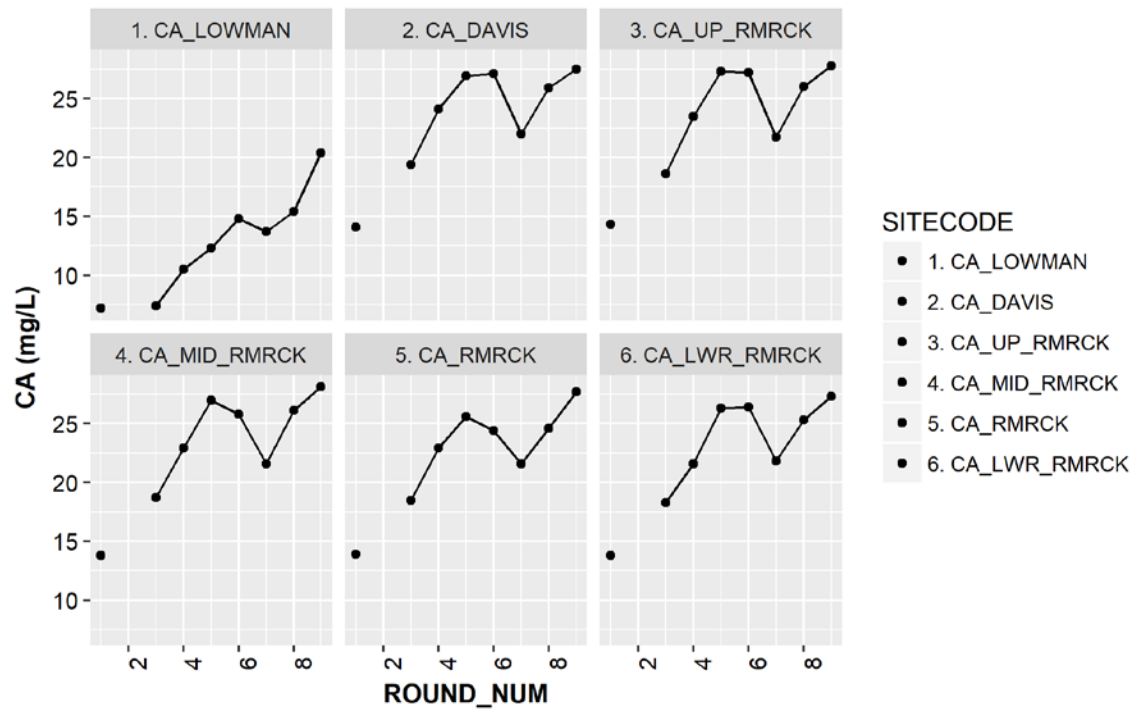 1. CA_LOWMAN
2. CA_DAVIS
3. CA_UP_RMRCK
25
20
15
10
4. CA_MID_RMRCK
5. CA_RMRCK
6. CA_LWR_RMRCK
25
20
15
10
2 4 6 8
2 4 6 8
2 4 6 8
CA (mg/L)
ROUND_NUM
SITECODE
1. CA_LOWMAN
2. CA_DAVIS
3. CA_UP_RMRCK
4. CA_MID_RMRCK
5. CA_RMRCK
6. CA_LWR_RMRCK